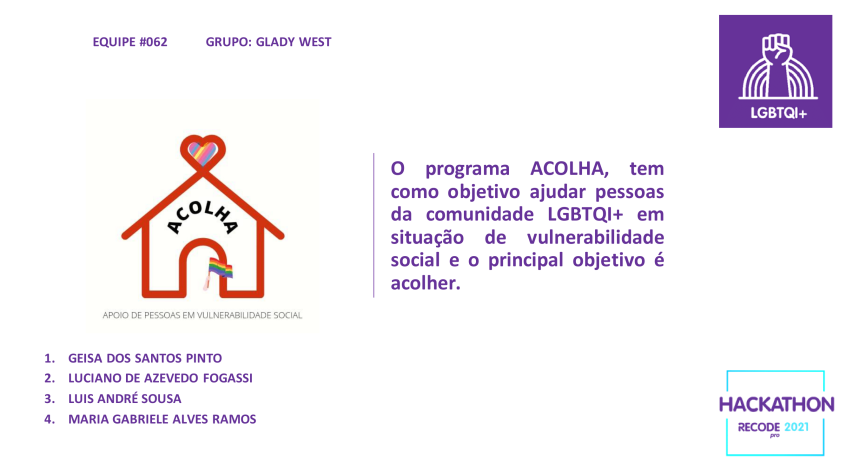 EQUIPE #062 GRUPO: GLADY WEST
LGBTQI+
ACOLHA
APOIO DE PESSOAS EM VULNERABILIDADE SOCIAL
O programa ACOLHA, tem
como objetivo ajudar pessoas
da comunidade LGBTQI+ em
situação de vulnerabilidade
social e o principal objetivo é
acolher.
1. GEISA DOS SANTOS PINTO
2. LUCIANO DE AZEVEDO FOGASSI
3. LUIS ANDRÉ SOUSA
4. MARIA GABRIELE ALVES RAMOS
HACKATHON
RECODE 2021
pro